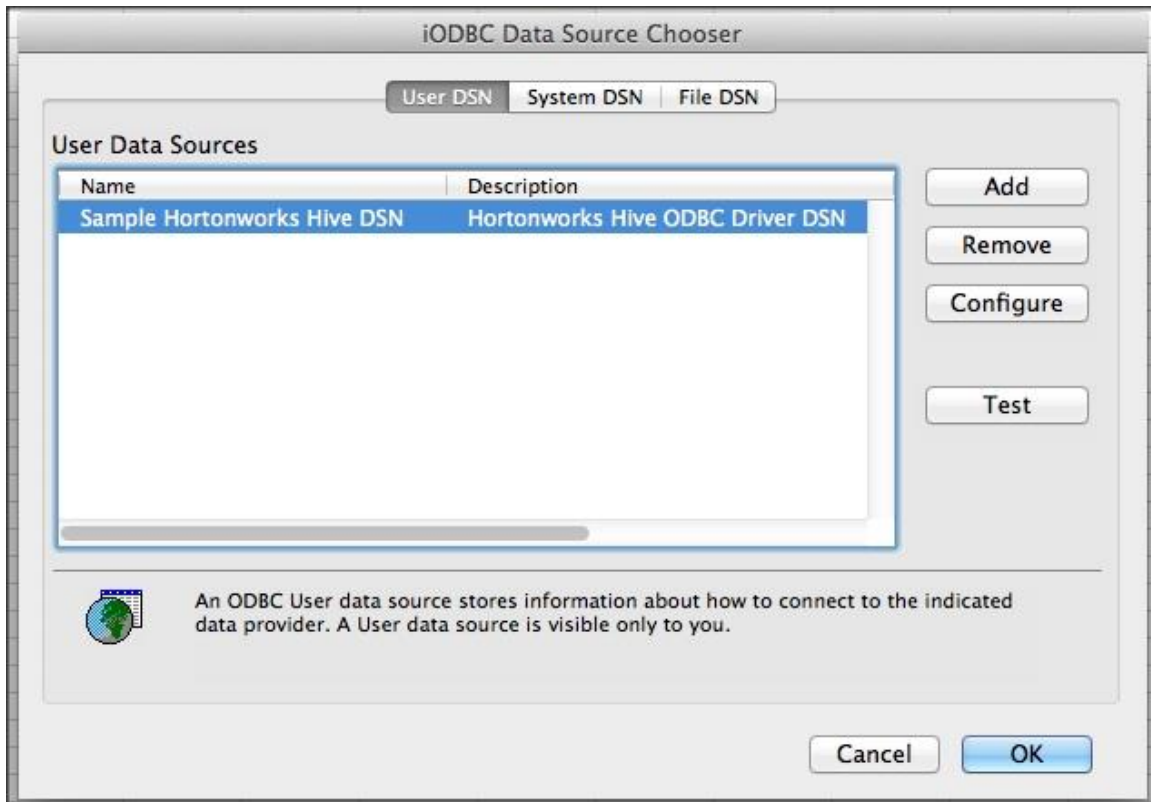 iODBC Data Source Chooser
User DSN System DSN File DSN
User Data Sources
Name Description
Sample Hortonworks Hive DSN Hortonworks Hive ODBC Driver DSN
Add
Remove
Configure
Test
An ODBC User data source stores information about how to connect to the indicated
data provider. A User data source is visible only to you.
Cancel OK